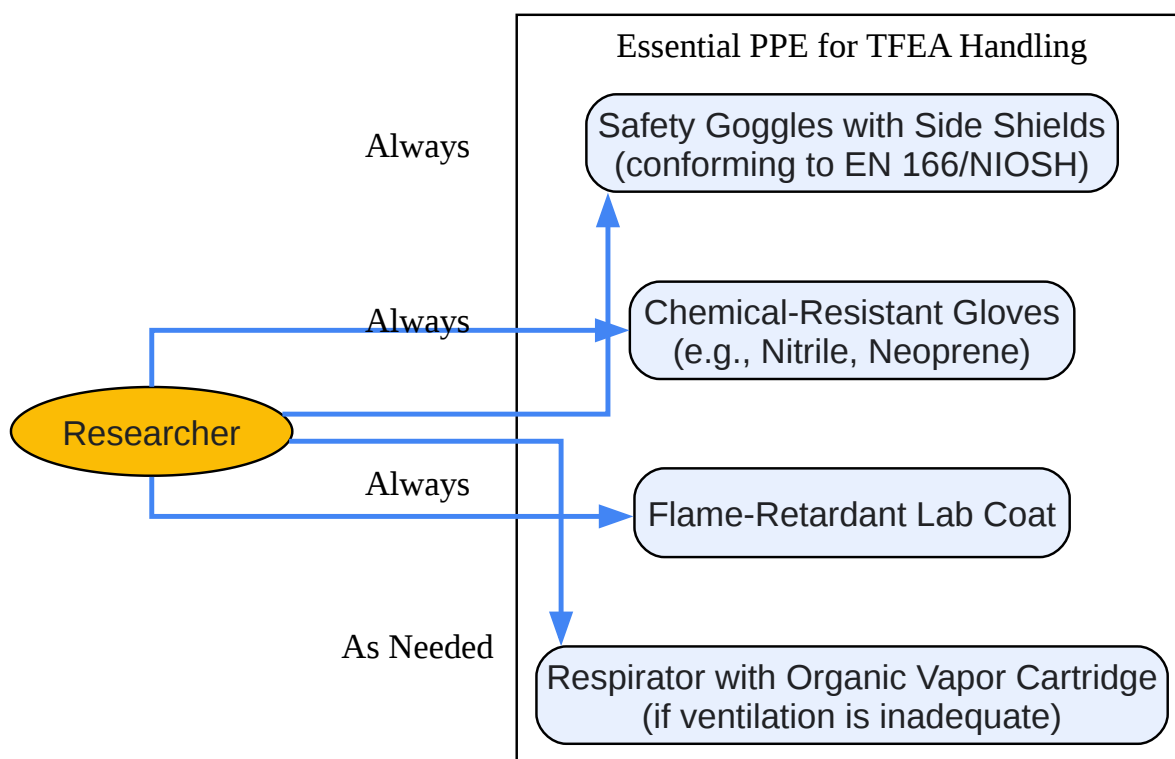 Essential PPE for TFEA Handling
Always
Safety Goggles with Side Shields
(conforming to EN 166/NIOSH)
Always
Chemical-Resistant Gloves
(e.g., Nitrile, Neoprene)
Researcher
Always
Flame-Retardant Lab Coat
As Needed
Respirator with Organic Vapor Cartridge
(if ventilation is inadequate)